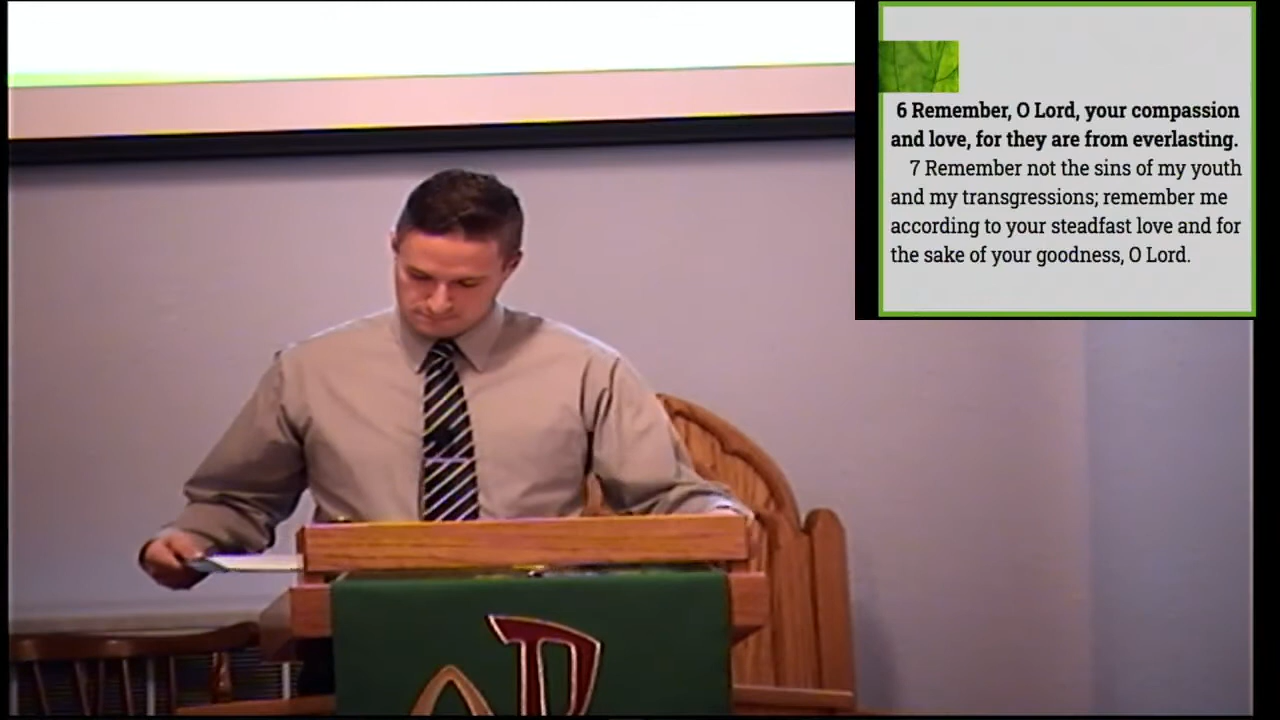 6 Remember, O Lord, your compassion
and love, for they are from everlasting.
7 Remember not the sins of my youth
and my transgressions; remember me
according to your steadfast love and for
the sake of your goodness, O Lord.